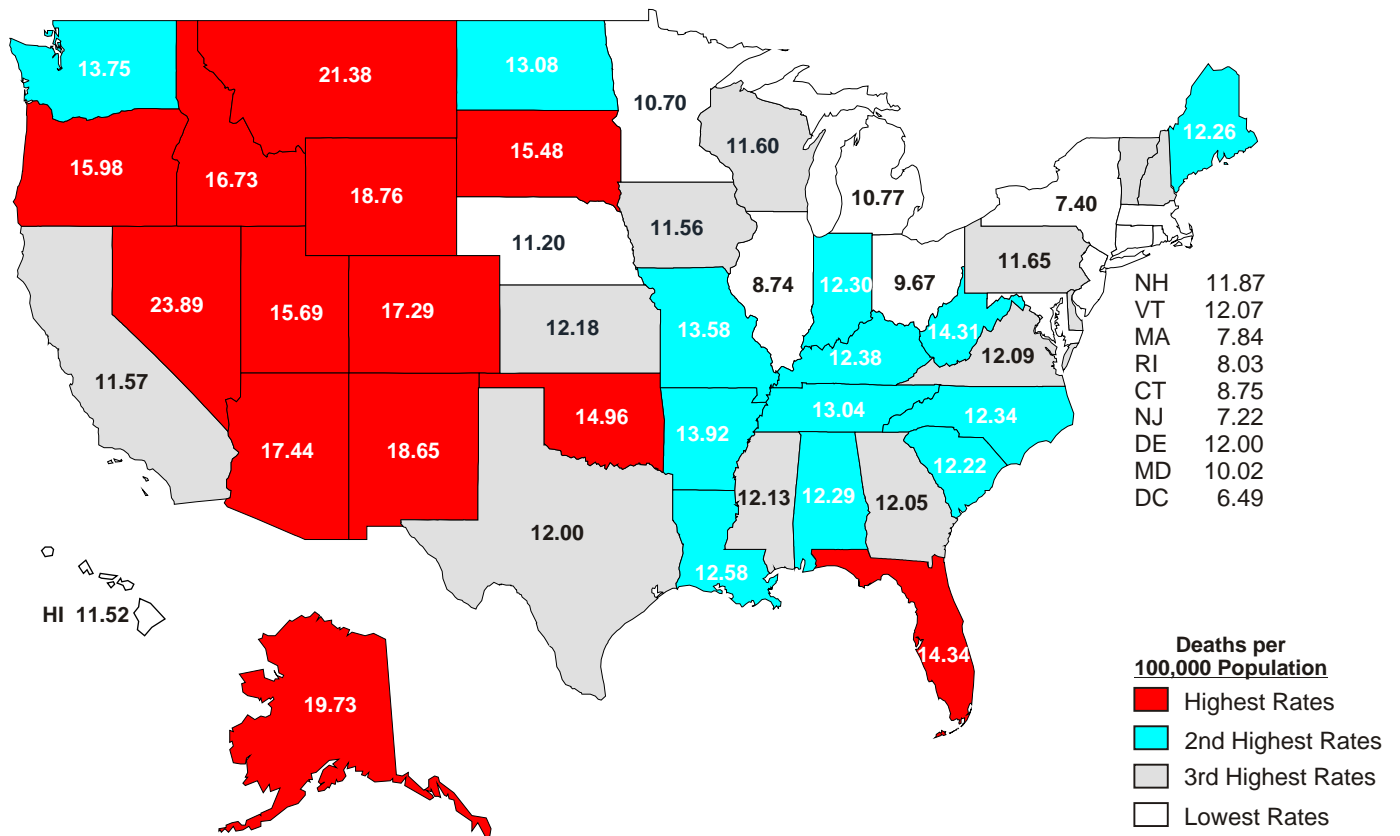 13.75
21.38
13.08
10.70
12.26
15.98
16.73
18.76
15.48
11.60
10.77
7.40
11.20
11.56
11.65
23.89
15.69
17.29
12.18
13.58
8.74
12.30
9.67
14.31
12.38
12.09
11.57
17.44
18.65
14.96
13.92
13.04
12.34
12.22
12.00
12.13
12.29
12.05
12.58
14.34
HI 11.52
19.73
NH 11.87
VT 12.07
MA 7.84
RI 8.03
CT 8.75
NJ 7.22
DE 12.00
MD 10.02
DC 6.49
Deaths per
100,000 Population
Highest Rates
2nd Highest Rates
3rd Highest Rates
Lowest Rates